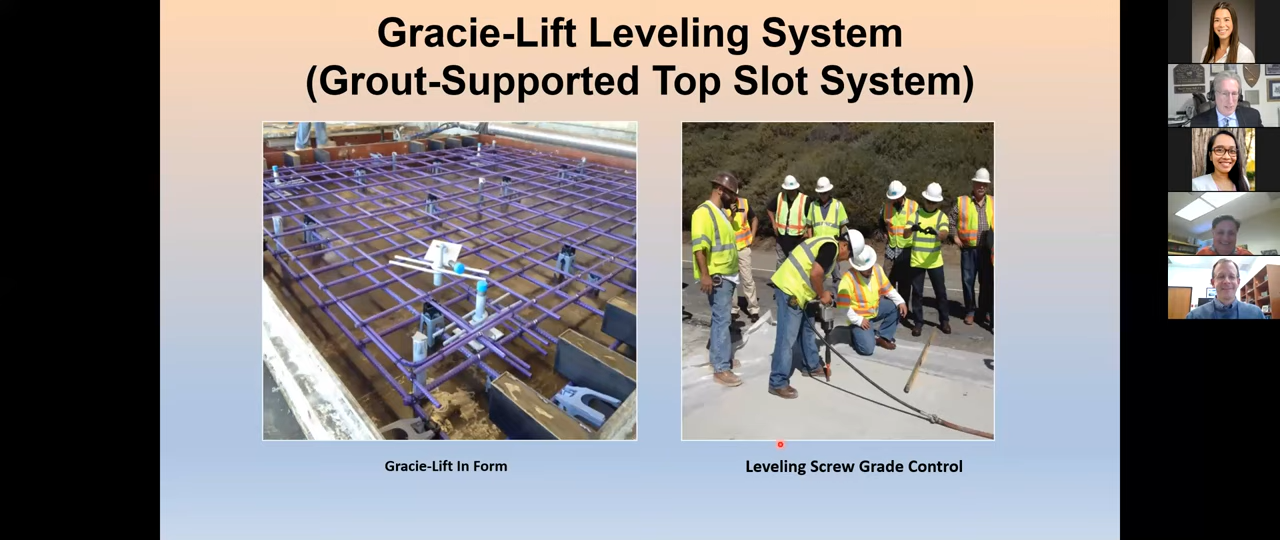 Gracie-Lift Leveling System
(Grout-Supported Top Slot System)
Gracie-Lift In Form
Leveling Screw Grade Control